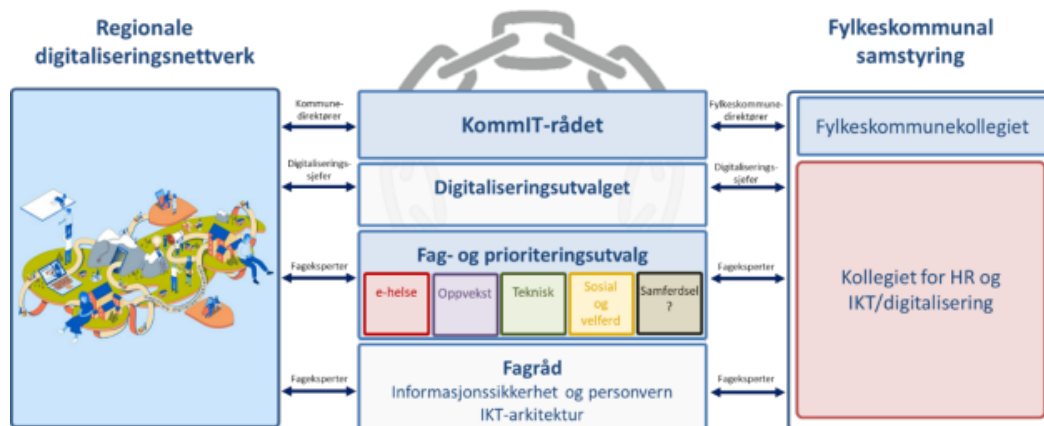 Regionale
digitaliseringsnettverk
Kommune-
direktører
Digitaliserings-
sjefer
Fageksperter
Fageksperter
KommIT-rådet
Digitaliseringsutvalget
Fag- og prioriteringsutvalg
e-helse
Oppvekst
Teknisk
Sosial
og
velferd
Samferdsel
?
Fagråd
Informasjonssikkerhet og personvern
IKT-arkitektur
Fylkeskommune-
direktører
Digitaliserings-
sjefer
Fageksperter
Fageksperter
Fylkeskommunal
samstyring
Fylkeskommunekollegiet
Kollegiet for HR og
IKT/digitalisering